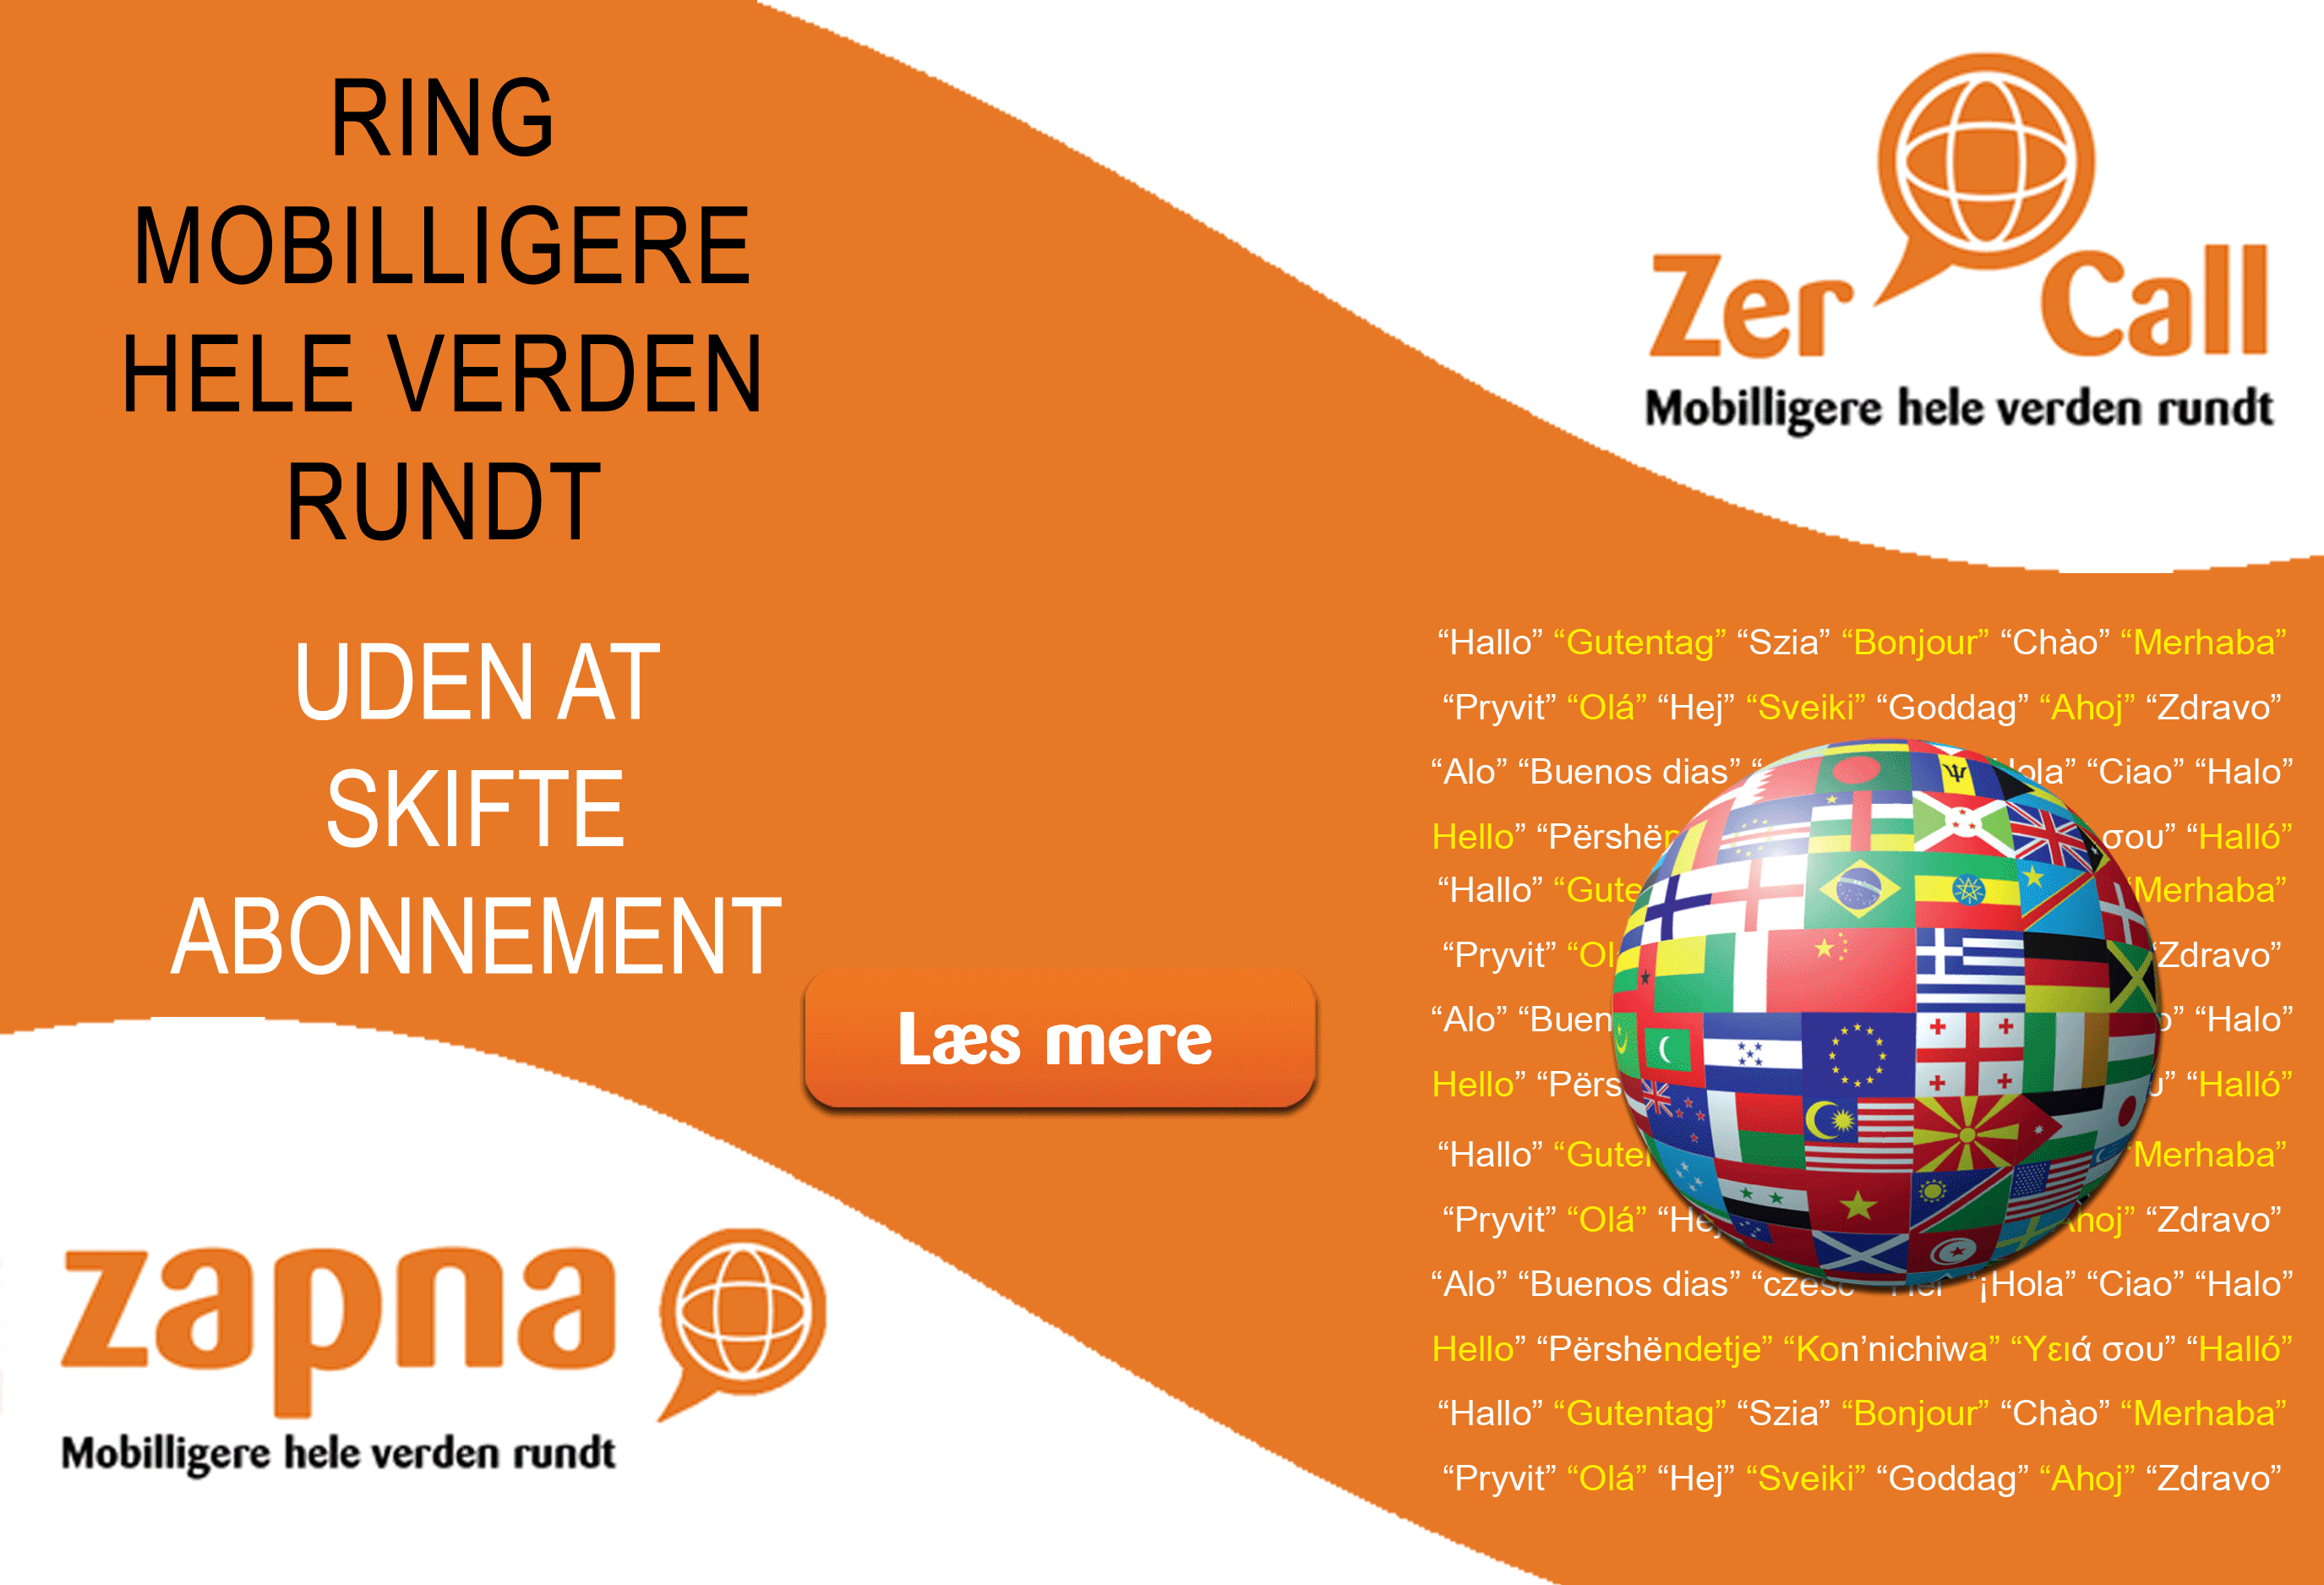 RING
MOBILLIGERE
HELE VERDEN
RUNDT
UDEN AT
SKIFTE
ABONNEMENT
Læs mere
zapna
Mobilligere hele verden rundt
Zer Call
Mobilligere hele verden rundt
“Hallo” “Gutentag” “Szia” “Bonjour” “Chào” “Merhaba”
“Pryvit” “Olá” “Hej” “Sveiki” “Goddag” “Ahoj” “Zdravo”
“Alo” “Buenos dias” “Ciao” “Halo”
Hello” σου” “Halló”
“Hallo” “Merhaba”
“Pryvit” “Zdravo”
“Alo” “Halo”
Hello” “Halló”
“Hallo” “Merhaba”
“Pryvit” “Olá” “Zdravo”
“Alo” “Buenos dias” “¡Hola” “Ciao” “Halo”
Hello” “Përshëndetje” “Kon’nichiwa” “Υειά σου” “Halló”
“Hallo” “Gutentag” “Szia” “Bonjour” “Chào” “Merhaba”
“Pryvit” “Olá” “Hej” “Sveiki” “Goddag” “Ahoj” “Zdravo”